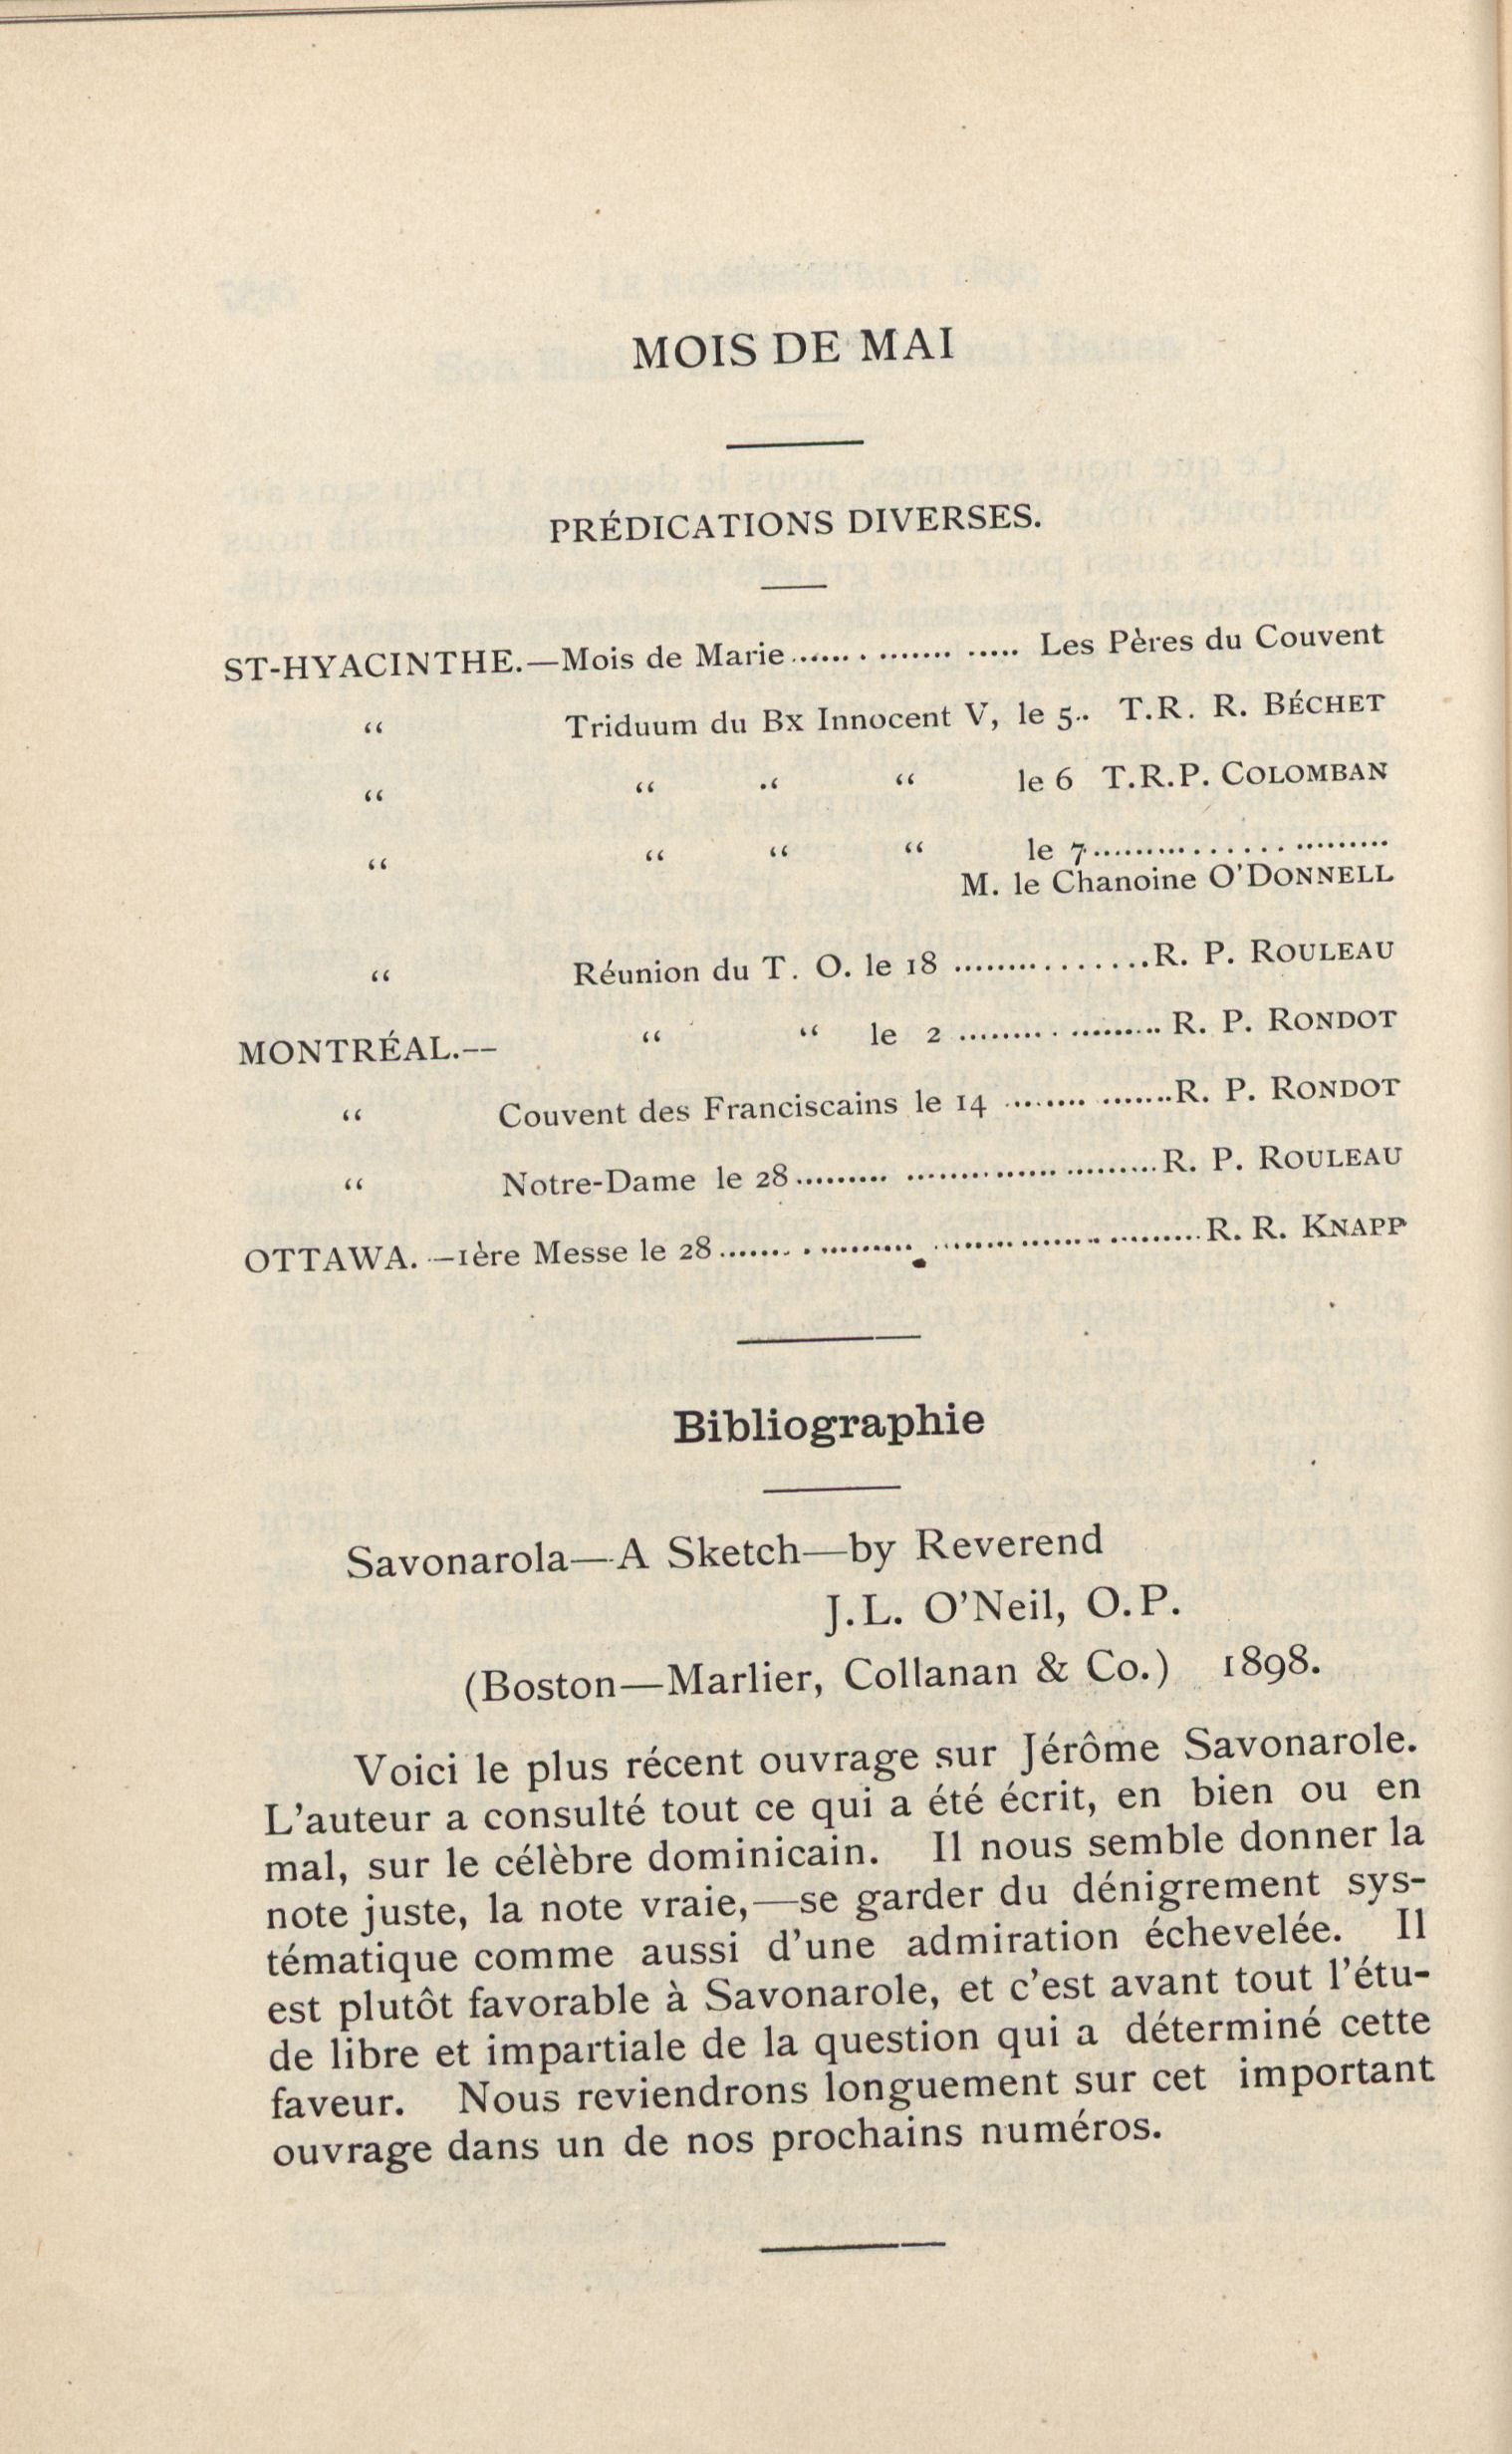 MOIS DE MAI
PRÉDICATIONS DIVERSES.
ST-HYACINTHE.—Mois de Marie....... . ....... ..... Les Pères du Couvent
“ Triduum du Bx Innocent V, le 5.. T.R. R. BÉCHET
“ “ “ “ le 6 T.R.P. COLOMBAN
“ “ “ “ le 7.......................... 
M. le Chanoine O'DONNELL
“ Réunion du T. O. le 18 ...............R. P. ROULEAU
MONTRÉAL.-- “ “ le 2 ........ . ......... R. P. RONDOT
“ Couvent des Franciscains le 14 ........ .......R. P. RONDOT
“ Notre-Dame le 28......... ............... .........R. P. ROULEAU
OTTAWA. —1ère Messe le 28....... . ......... ................ .........R. R. KNAPP
Bibliographie
Savonarola—A Sketch—by Reverend
J.L. O'Neil, O.P.
(Boston—Marlier, Collanan & Co.) 1898.
Voici le plus récent ouvrage sur Jérôme Savonarole.
L'auteur a consulté tout ce qui a été écrit, en bien ou en
mal, sur le célèbre dominicain. Il nous semble donner la
note juste, la note vraie,—se garder du dénigrement sys-
tématique comme aussi d'une admiration échevelée. Il
est plutôt favorable à Savonarole, et c'est avant tout l'étu-
de libre et impartiale de la question qui a déterminé cette
faveur. Nous reviendrons longuement sur cet important
ouvrage dans un de nos prochains numéros.